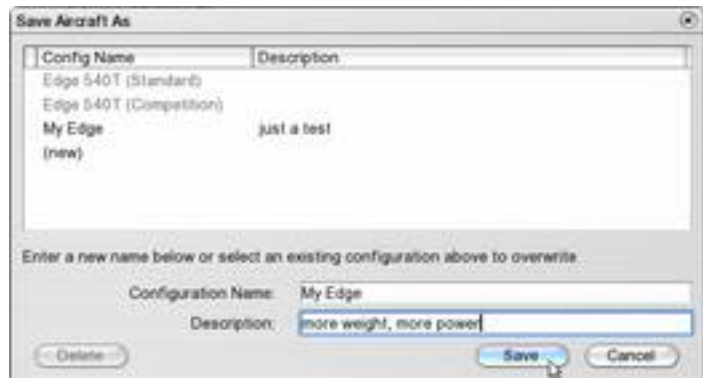 Save Aircraft As
Config Name Description
Edge 540T (Standard)
Edge 540T (Competition)
My Edge just a test
(new)
Enter a new name below or select an existing configuration above to overwrite
Configuration Name: My Edge
Description: more weight, more power
Delete Save Cancel